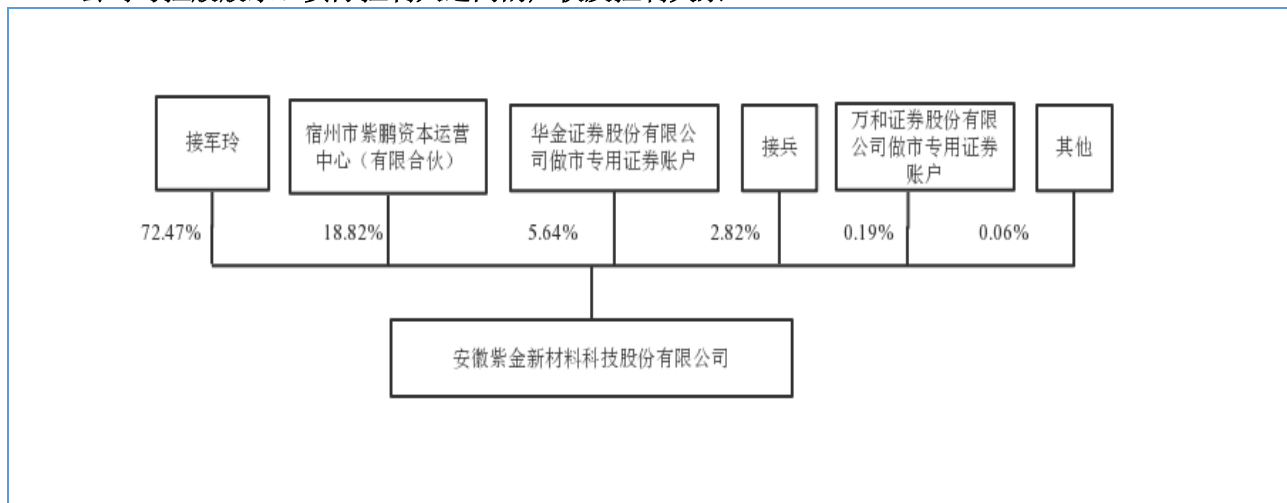 接军玲
宿州市紫鹏资本运营
中心（有限合伙）
华金证券股份有限公
司做市专用证券账户
接兵
万和证券股份有限
公司做市专用证券
账户
其他
72.47%
18.82%
5.64%
2.82%
0.19%
0.06%
安徽紫金新材料科技股份有限公司